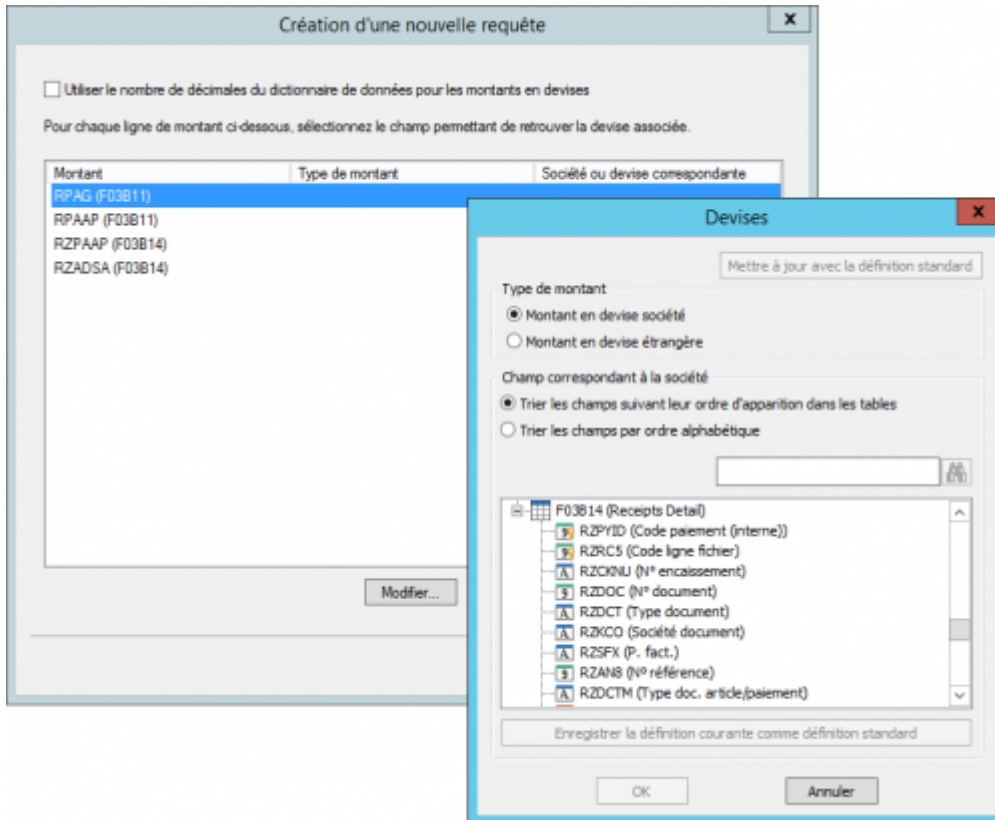 Création d'une nouvelle requête
x
Utiliser le nombre de décimales du dictionnaire de données pour les montants en devises
Pour chaque ligne de montant ci-dessous, sélectionnez le champ permettant de retrouver la devise associée.
Montant Type de montant Société ou devise correspondante
RPAG (F03B11)
RPAAP (F03B11)
RZPAAP (F03B14)
RZADSA (F03B14)
Modifier...
Devises
x
Mettre à jour avec la définition standard
Type de montant
Montant en devise société
Montant en devise étrangère
Champ correspondant à la société
Trier les champs suivant leur ordre d'apparition dans les tables
Trier les champs par ordre alphabétique
F03B14 (Receipts Detail)
RZPYID (Code paiement (interne))
RZRC5 (Code ligne fichier)
RZCKNU (N° encaissement)
RZDOC (N° document)
RZDCT (Type document)
RZKCO (Société document)
RZSFX (P. fact.)
RZAN8 (Nº référence)
RZDCTM (Type doc. article/paiement)
Enregistrer la définition courante comme définition standard
OK Annuler